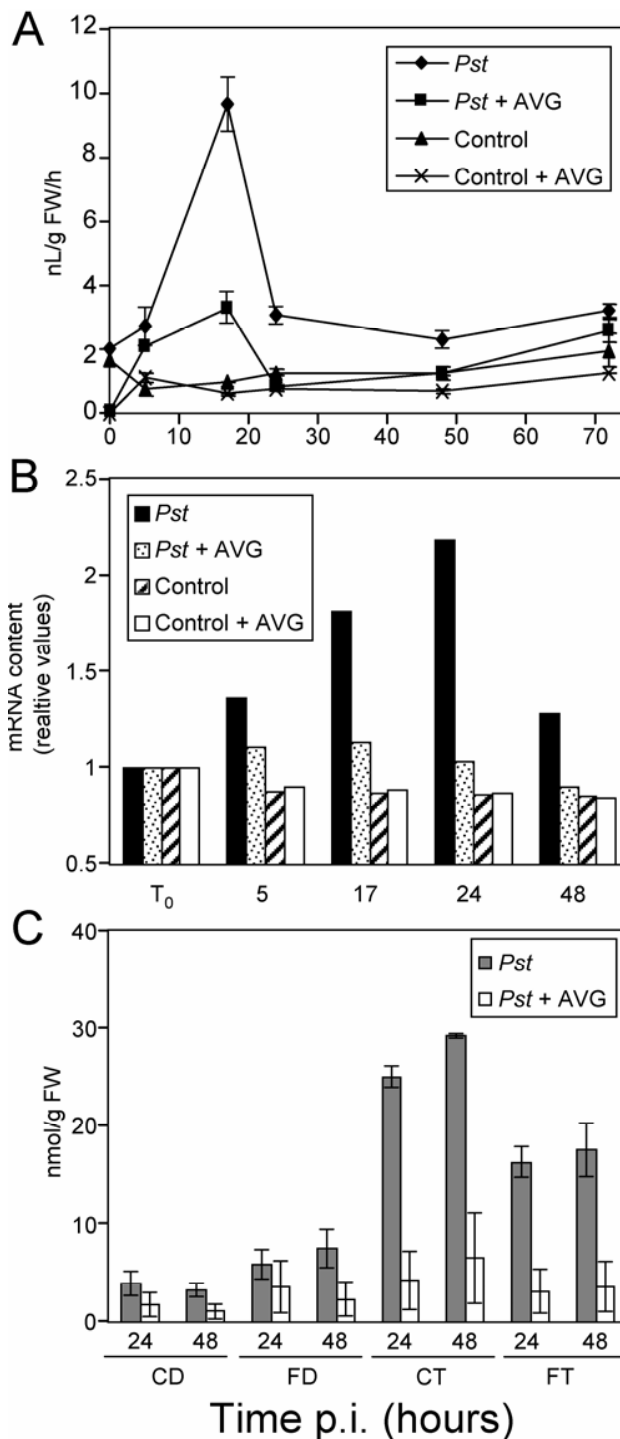 A
12
10
8
6
4
2
0
nL/g FW/h
Pst
Pst + AVG
Control
Control + AVG
0 10 20 30 40 50 60 70
B
2.5
2
1.5
1
0.5
mRNA content
(realtive values)
Pst
Pst + AVG
Control
Control + AVG
T0 5 17 24 48
C
40
30
20
10
0
nmol/g FW
Pst
Pst + AVG
24 48 24 48 24 48 24 48
CD FD CT FT
Time p.i. (hours)